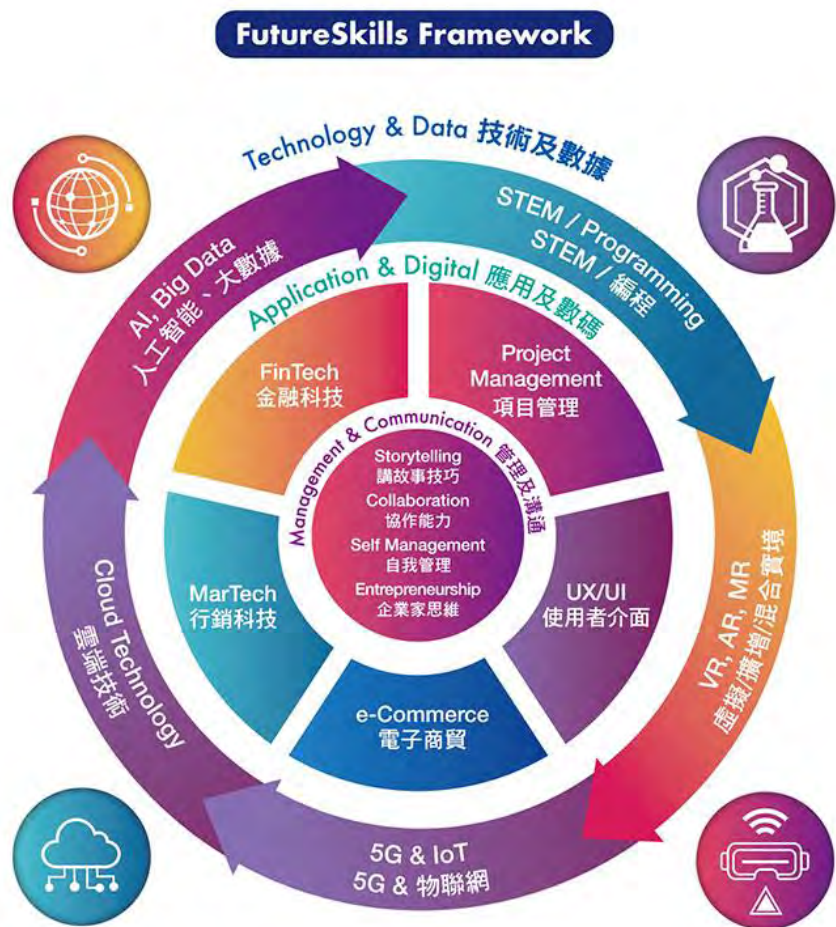 FutureSkills Framework
Technology & Data 技術及數據
STEM / Programming
STEM / 編程
VR, AR, MR
虛擬/擴增/混合實境
5G & IoT
5G & 物聯網
Cloud Technology
雲端技術
AI, Big Data
人工智能、大數據
Application & Digital 應用及數碼
FinTech
金融科技
Project
Management
項目管理
UX/UI
使用者介面
e-Commerce
電子商貿
MarTech
行銷科技
Management & Communication 管理及溝通
Storytelling
講故事技巧
Collaboration
協作能力
Self Management
自我管理
Entrepreneurship
企業家思維